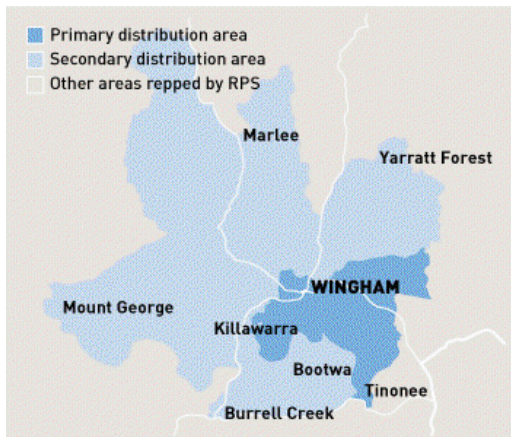 Primary distribution area
Secondary distribution area
Other areas repped by RPS
Marlee
Yarratt Forest
WINGHAM
Mount George
Killawarra
Bootwa
Tinonee
Burrell Creek